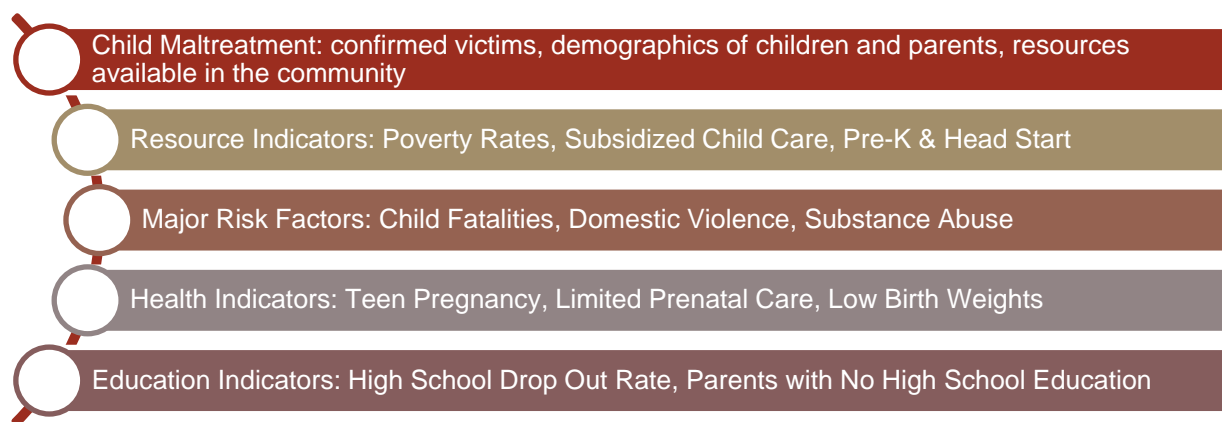 Child Maltreatment: confirmed victims, demographics of children and parents, resources
available in the community
Resource Indicators: Poverty Rates, Subsidized Child Care, Pre-K & Head Start
Major Risk Factors: Child Fatalities, Domestic Violence, Substance Abuse
Health Indicators: Teen Pregnancy, Limited Prenatal Care, Low Birth Weights
Education Indicators: High School Drop Out Rate, Parents with No High School Education